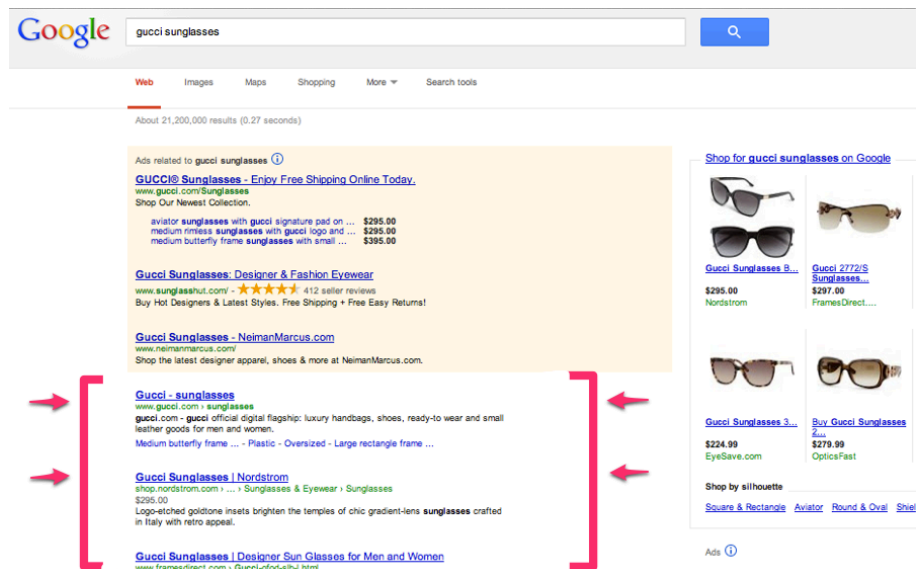 Google
gucci sunglasses
Web Images Maps Shopping More Search tools
About 21,200,000 results (0.27 seconds)
Ads related to gucci sunglasses
GUCCI® Sunglasses - Enjoy Free Shipping Online Today.
www.gucci.com/Sunglasses
Shop Our Newest Collection.
aviator sunglasses with gucci signature pad on ... $295.00
medium rimless sunglasses with gucci logo and ... $295.00
medium butterfly frame sunglasses with small ... $395.00
Gucci Sunglasses: Designer & Fashion Eyewear
www.sunglasshut.com/ - 412 seller reviews
Buy Hot Designers & Latest Styles. Free Shipping + Free Easy Returns!
Gucci Sunglasses - NeimanMarcus.com
www.neimanmarcus.com/
Shop the latest designer apparel, shoes & more at NeimanMarcus.com.
Gucci - sunglasses
www.gucci.com › sunglasses
gucci.com - gucci official digital flagship: luxury handbags, shoes, ready-to wear and small
leather goods for men and women.
Medium butterfly frame ... - Plastic - Oversized - Large rectangle frame ...
Gucci Sunglasses | Nordstrom
shop.nordstrom.com › ... › Sunglasses & Eyewear › Sunglasses
$295.00
Logo-etched goldtone insets brighten the temples of chic gradient-lens sunglasses crafted
in Italy with retro appeal.
Gucci Sunglasses | Designer Sun Glasses for Men and Women
Shop for gucci sunglasses on Google
Gucci Sunglasses B...
$295.00
Nordstrom
Gucci 2772/S
Sunglasses...
$297.00
FramesDirect....
Gucci Sunglasses 3...
$224.99
EyeSave.com
Buy Gucci Sunglasses
2...
$279.99
OpticsFast
Shop by silhouette
Square & Rectangle Aviator Round & Oval
Ads